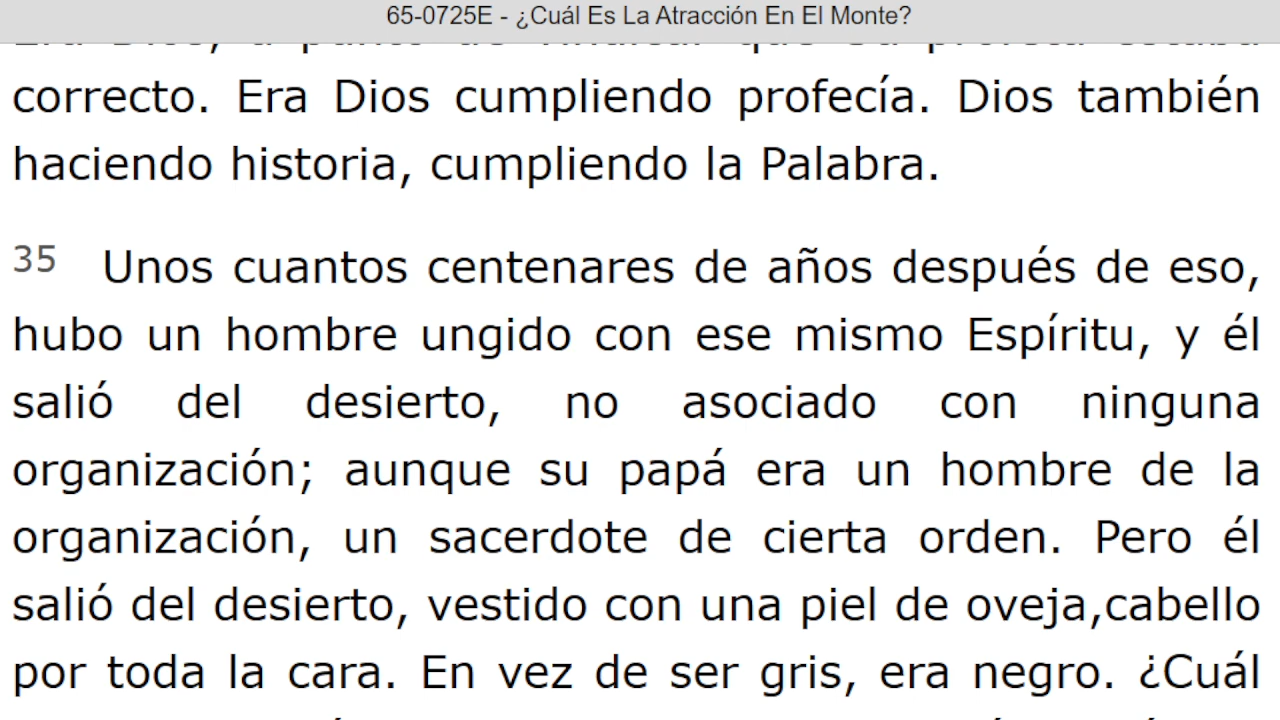 65-0725E - ¿Cuál Es La Atracción En El Monte?
correcto. Era Dios cumpliendo profecía. Dios también
haciendo historia, cumpliendo la Palabra.
35 Unos cuantos centenares de años después de eso,
hubo un hombre ungido con ese mismo Espíritu, y él
salió del desierto, no asociado con ninguna
organización; aunque su papá era un hombre de la
organización, un sacerdote de cierta orden. Pero él
salió del desierto, vestido con una piel de oveja,cabello
por toda la cara. En vez de ser gris, era negro. ¿Cuál